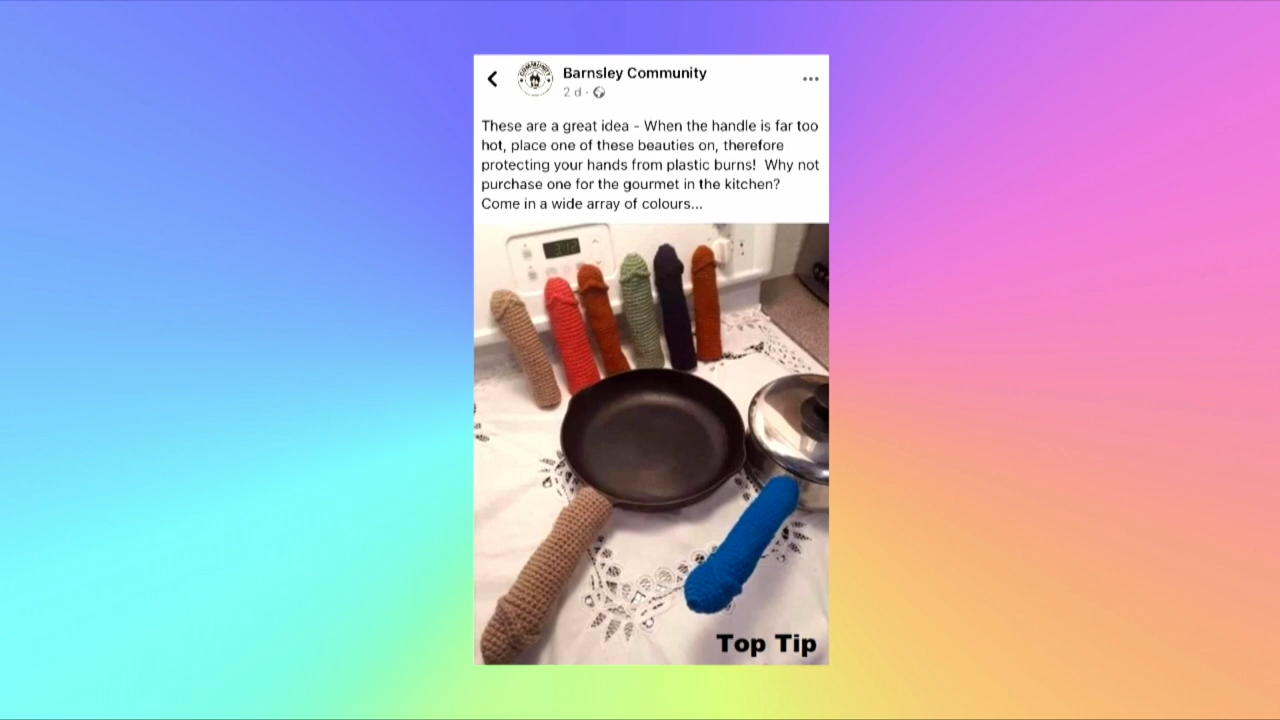 Barnsley Community
2 d ·
These are a great idea - When the handle is far too
hot, place one of these beauties on, therefore
protecting your hands from plastic burns! Why not
purchase one for the gourmet in the kitchen?
Come in a wide array of colours...
Top Tip